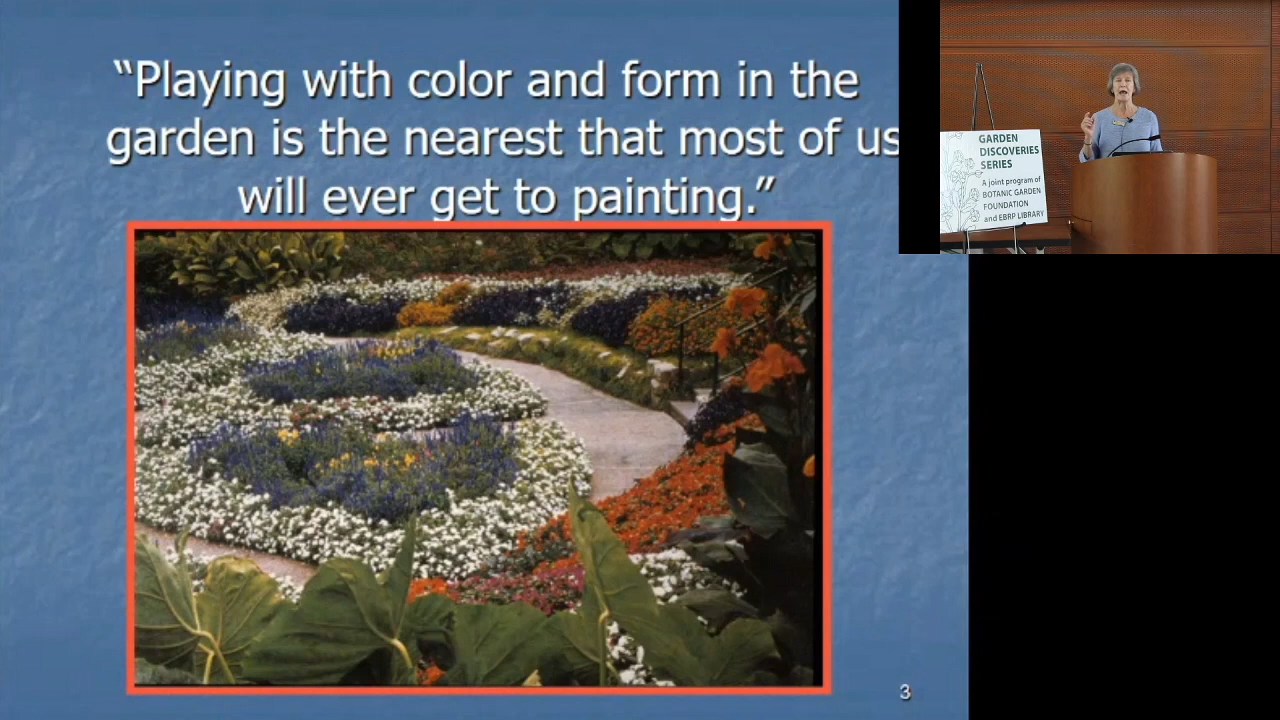 “Playing with color and form in the
garden is the nearest that most of us
will ever get to painting.”
3
GARDEN
DISCOVERIES
SERIES
A joint program of
BOTANIC GARDEN
FOUNDATION
and EBRP LIBRARY